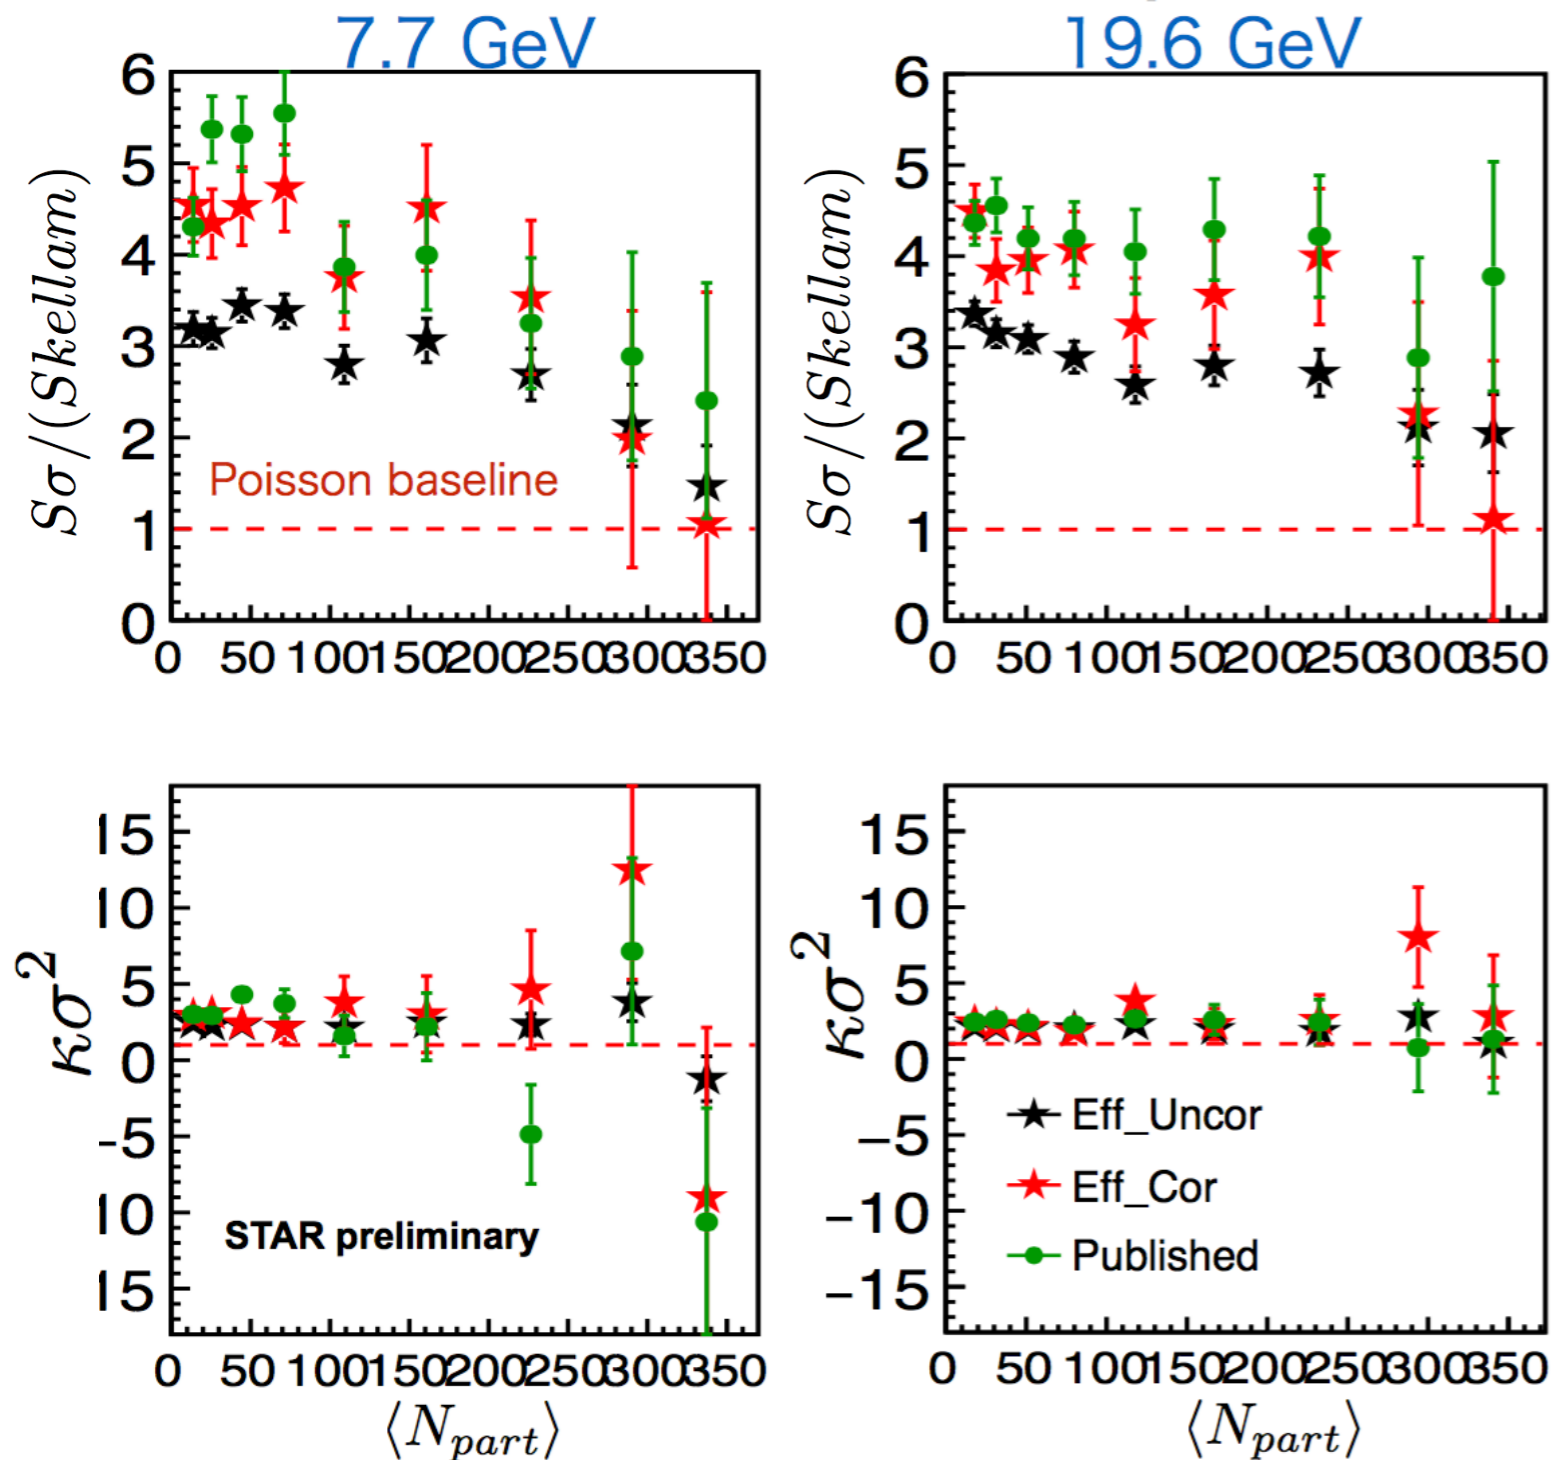 7.7 GeV
19.6 GeV
Sσ/(Skellam)
6
5
4
3
2
1
0
Poisson baseline
0 50 100 150 200 250 300 350
Sσ/(Skellam)
6
5
4
3
2
1
0
0 50 100 150 200 250 300 350
κσ²
15
10
5
0
-5
10
15
STAR preliminary
0 50 100 150 200 250 300 350
⟨N_part⟩
κσ²
15
10
5
0
−5
−10
−15
Eff_Uncor
Eff_Cor
Published
0 50 100 150 200 250 300 350
⟨N_part⟩